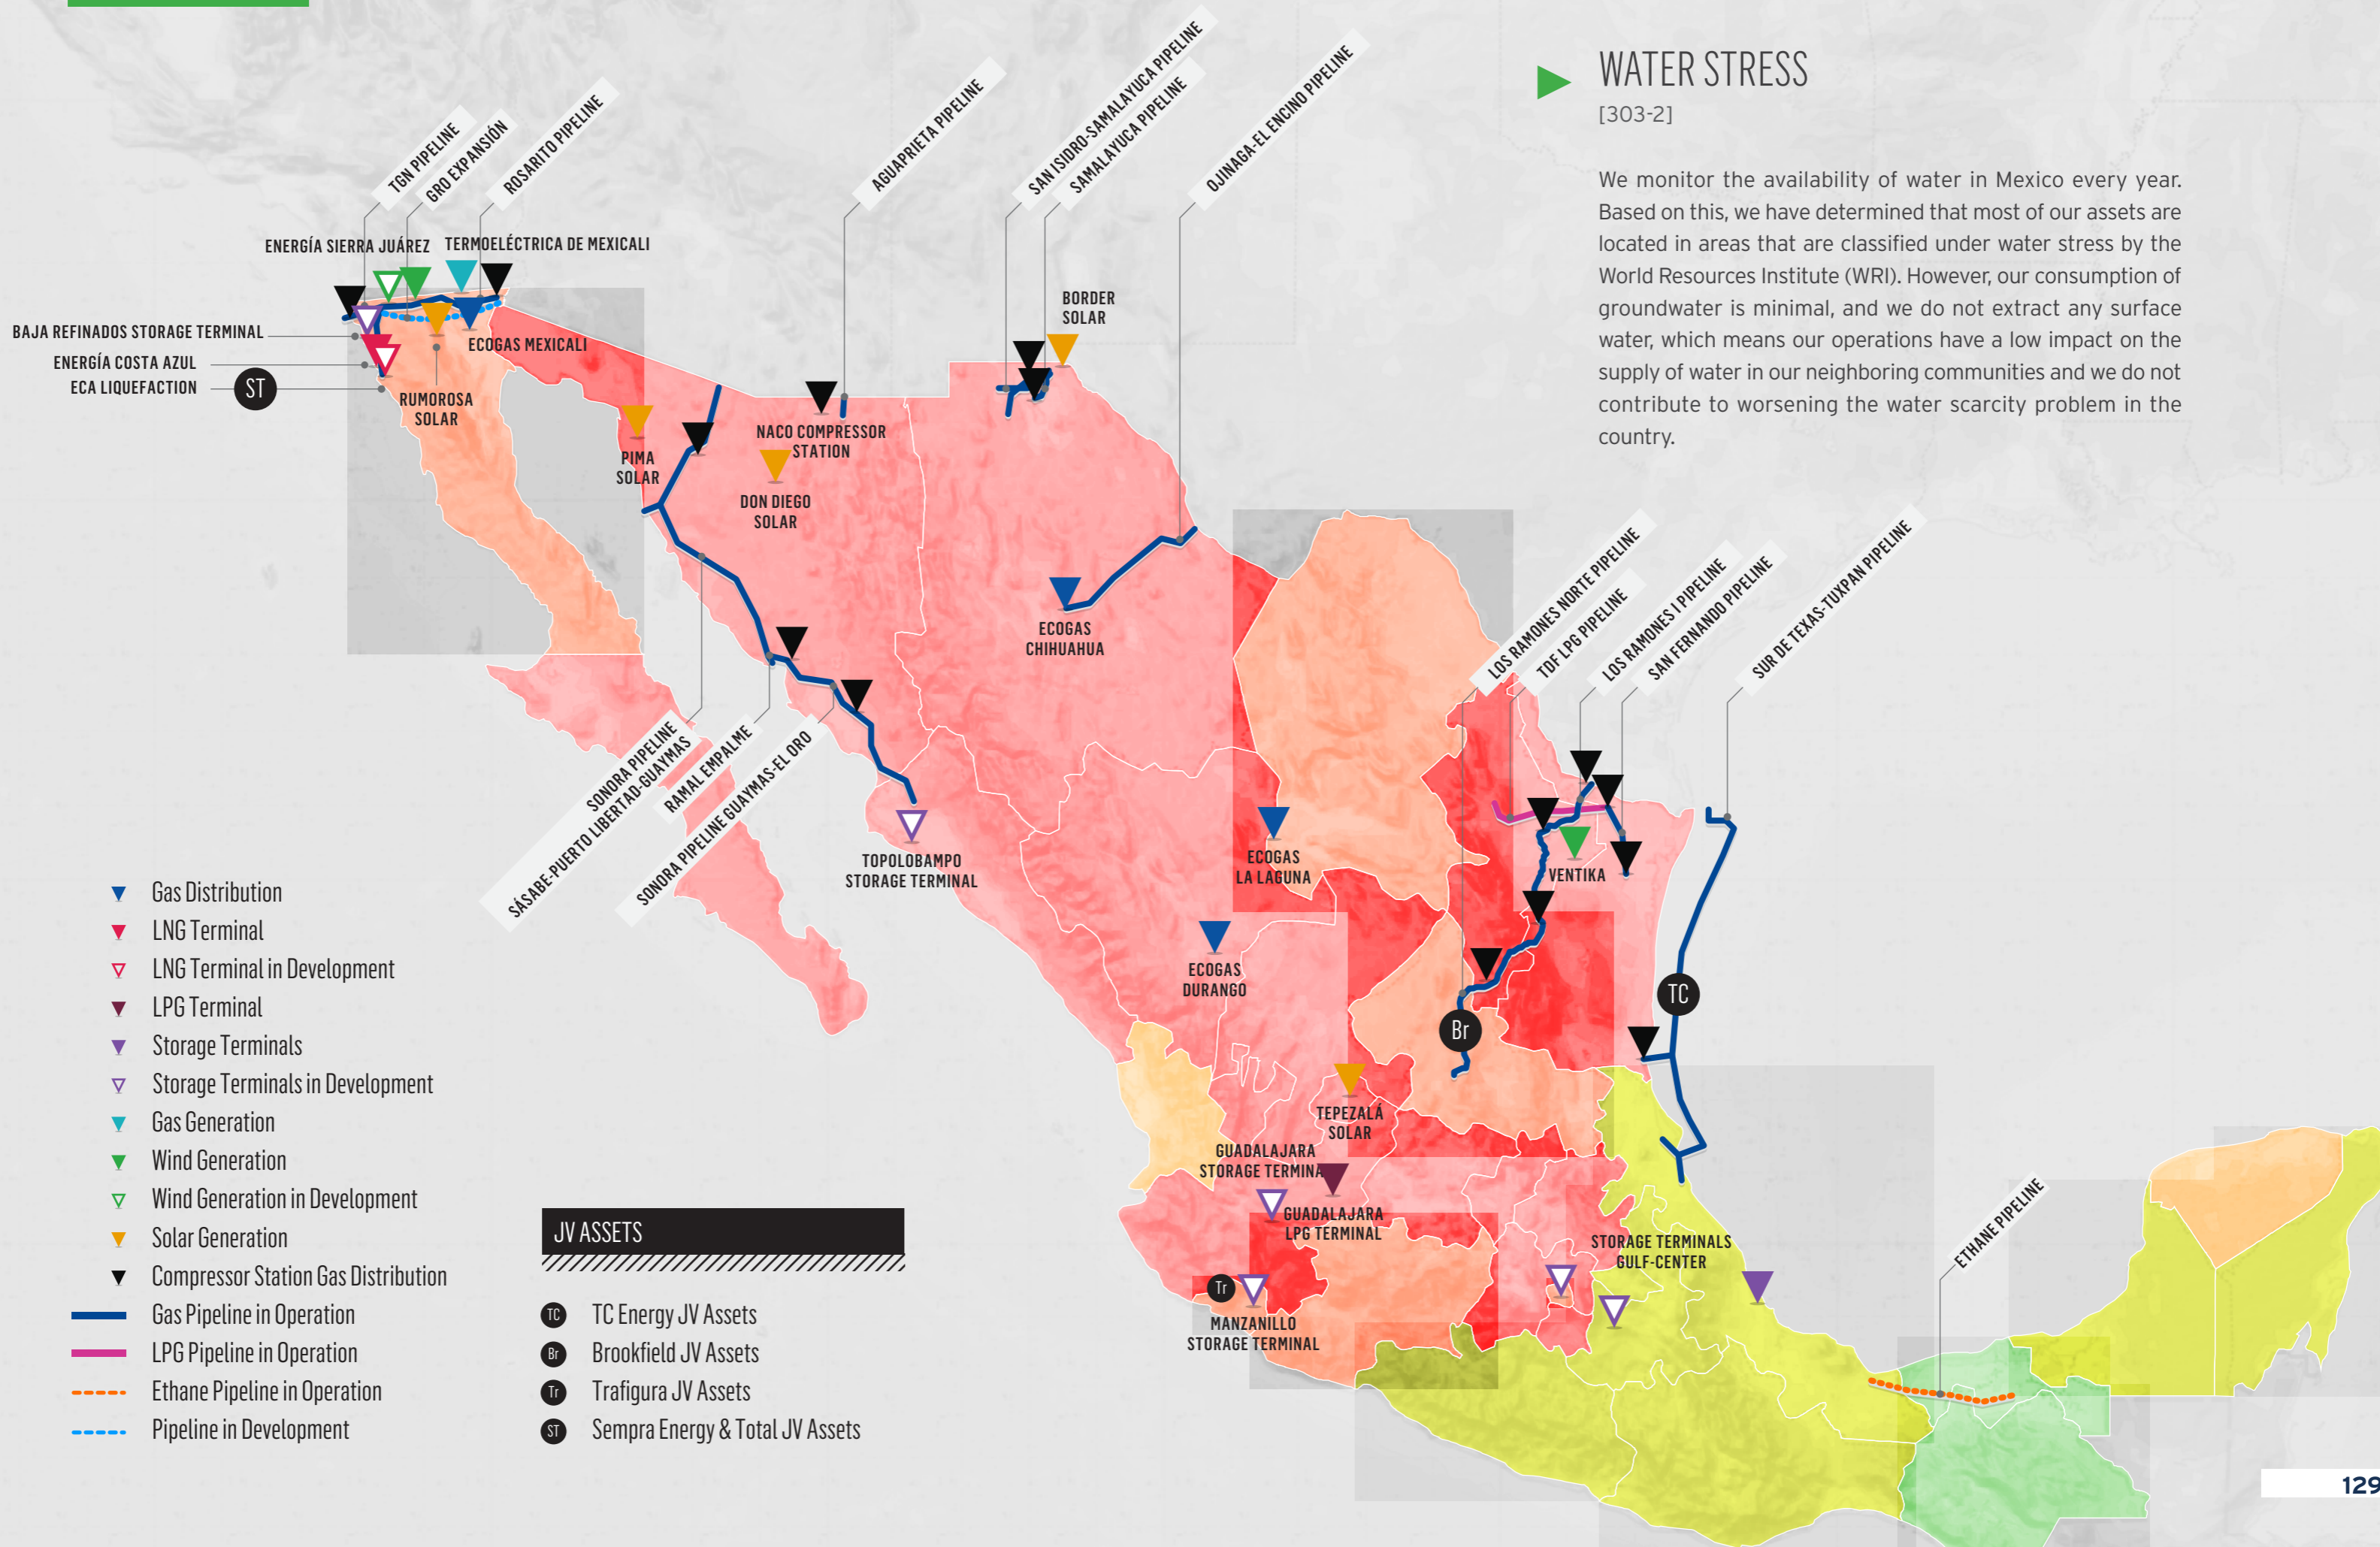 WATER STRESS
[303-2]
We monitor the availability of water in Mexico every year.
Based on this, we have determined that most of our assets are
located in areas that are classified under water stress by the
World Resources Institute (WRI). However, our consumption of
groundwater is minimal, and we do not extract any surface
water, which means our operations have a low impact on the
supply of water in our neighboring communities and we do not
contribute to worsening the water scarcity problem in the
country.
TGN PIPELINE
GRO EXPANSIÓN
ROSARITO PIPELINE
AGUAPRIETA PIPELINE
SAN ISIDRO-SAMALAYUCA PIPELINE
SAMALAYUCA PIPELINE
OJINAGA-EL ENCINO PIPELINE
ENERGÍA SIERRA JUÁREZ
TERMOELÉCTRICA DE MEXICALI
BAJA REFINADOS STORAGE TERMINAL
ENERGÍA COSTA AZUL
ECA LIQUEFACTION
ST
ECOGAS MEXICALI
RUMOROSA
SOLAR
BORDER
SOLAR
PIMA
SOLAR
NACO COMPRESSOR
STATION
DON DIEGO
SOLAR
ECOGAS
CHIHUAHUA
LOS RAMONES NORTE PIPELINE
TDF LPG PIPELINE
LOS RAMONES I PIPELINE
SAN FERNANDO PIPELINE
SUR DE TEXAS-TUXPAN PIPELINE
SONORA PIPELINE
SÁSABE-PUERTO LIBERTAD-GUAYMAS
RAMAL EMPALME
SONORA PIPELINE GUAYMAS-EL ORO
TOPOLOBAMPO
STORAGE TERMINAL
ECOGAS
LA LAGUNA
VENTIKA
ECOGAS
DURANGO
TC
Br
TEPEZALÁ
SOLAR
GUADALAJARA
STORAGE TERMINA
GUADALAJARA
LPG TERMINAL
Tr
MANZANILLO
STORAGE TERMINAL
STORAGE TERMINALS
GULF-CENTER
ETHANE PIPELINE
Gas Distribution
LNG Terminal
LNG Terminal in Development
LPG Terminal
Storage Terminals
Storage Terminals in Development
Gas Generation
Wind Generation
Wind Generation in Development
Solar Generation
Compressor Station Gas Distribution
Gas Pipeline in Operation
LPG Pipeline in Operation
Ethane Pipeline in Operation
Pipeline in Development
JV ASSETS
TC TC Energy JV Assets
Br Brookfield JV Assets
Tr Trafigura JV Assets
ST Sempra Energy & Total JV Assets
129